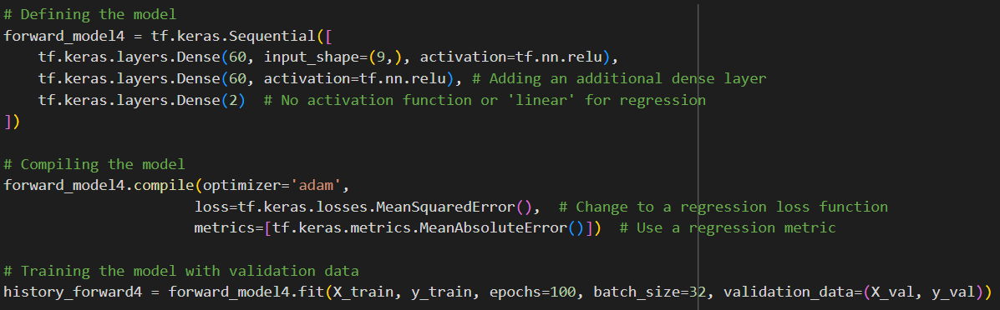 # Defining the model
forward_model4 = tf.keras.Sequential([
    tf.keras.layers.Dense(60, input_shape=(9,), activation=tf.nn.relu),
    tf.keras.layers.Dense(60, activation=tf.nn.relu), # Adding an additional dense layer
    tf.keras.layers.Dense(2)  # No activation function or 'linear' for regression
])
# Compiling the model
forward_model4.compile(optimizer='adam',
                      loss=tf.keras.losses.MeanSquaredError(),  # Change to a regression loss function
                      metrics=[tf.keras.metrics.MeanAbsoluteError()])  # Use a regression metric
# Training the model with validation data
history_forward4 = forward_model4.fit(X_train, y_train, epochs=100, batch_size=32, validation_data=(X_val, y_val))